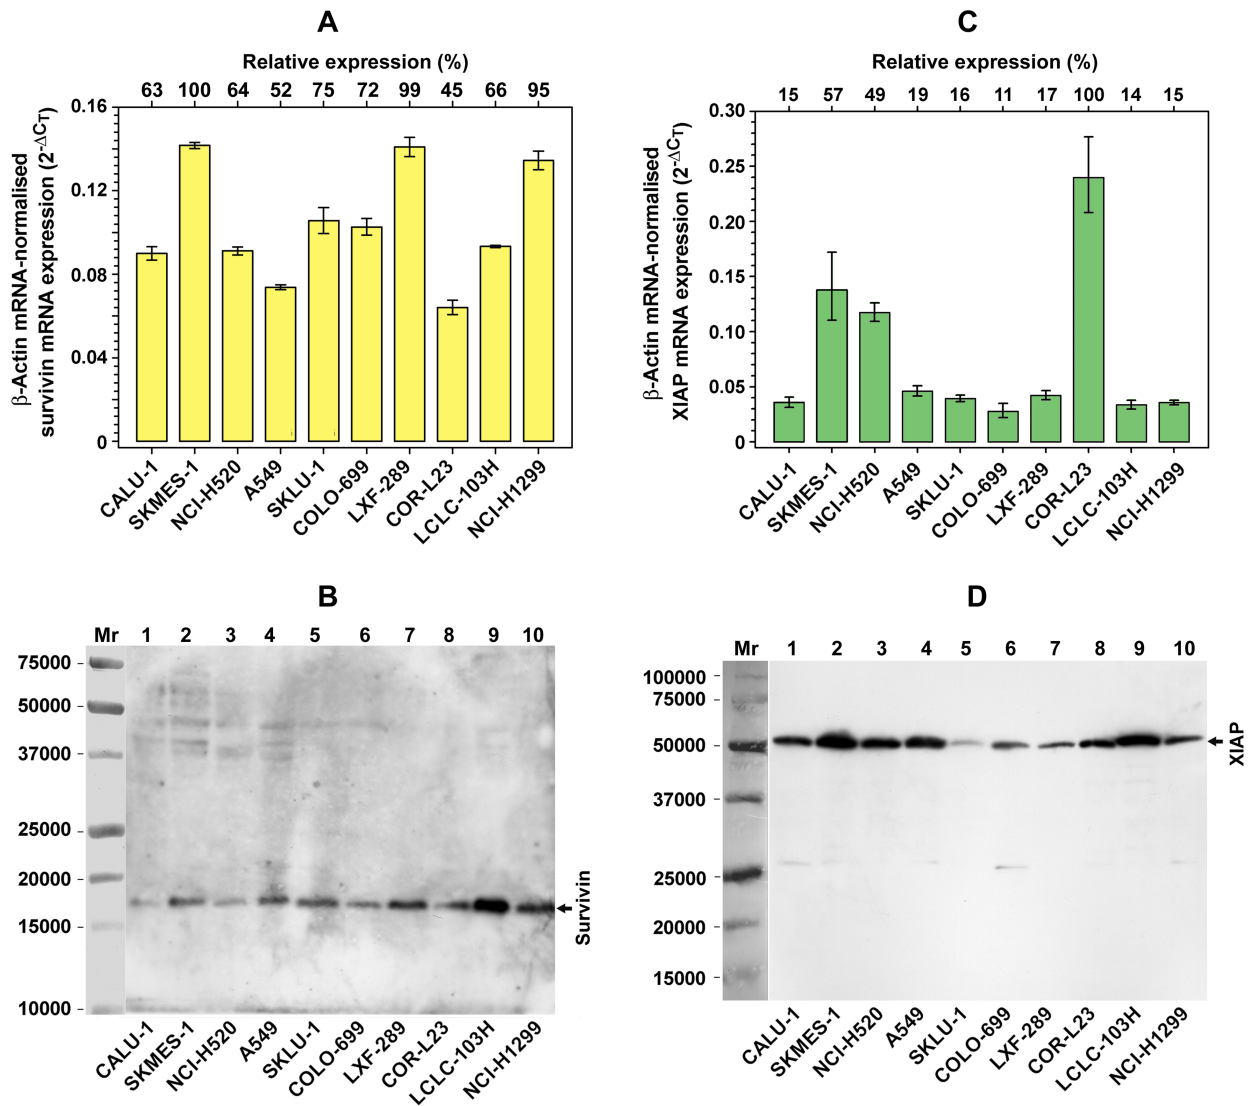 A
Relative expression (%)
63 100 64 52 75 72 99 45 66 95
β-Actin mRNA-normalised
survivin mRNA expression (2-ΔCT)
0.16
0.12
0.08
0.04
0
CALU-1
SKMES-1
NCI-H520
A549
SKLU-1
COLO-699
LXF-289
COR-L23
LCLC-103H
NCI-H1299
C
Relative expression (%)
15 57 49 19 16 11 17 100 14 15
β-Actin mRNA-normalised
XIAP mRNA expression (2-ΔCT)
0.30
0.25
0.20
0.15
0.10
0.05
0
CALU-1
SKMES-1
NCI-H520
A549
SKLU-1
COLO-699
LXF-289
COR-L23
LCLC-103H
NCI-H1299
B
Mr 1 2 3 4 5 6 7 8 9 10
75000
50000
37000
25000
20000
15000
10000
Survivin
CALU-1
SKMES-1
NCI-H520
A549
SKLU-1
COLO-699
LXF-289
COR-L23
LCLC-103H
NCI-H1299
D
Mr 1 2 3 4 5 6 7 8 9 10
100000
75000
50000
37000
25000
20000
15000
XIAP
CALU-1
SKMES-1
NCI-H520
A549
SKLU-1
COLO-699
LXF-289
COR-L23
LCLC-103H
NCI-H1299